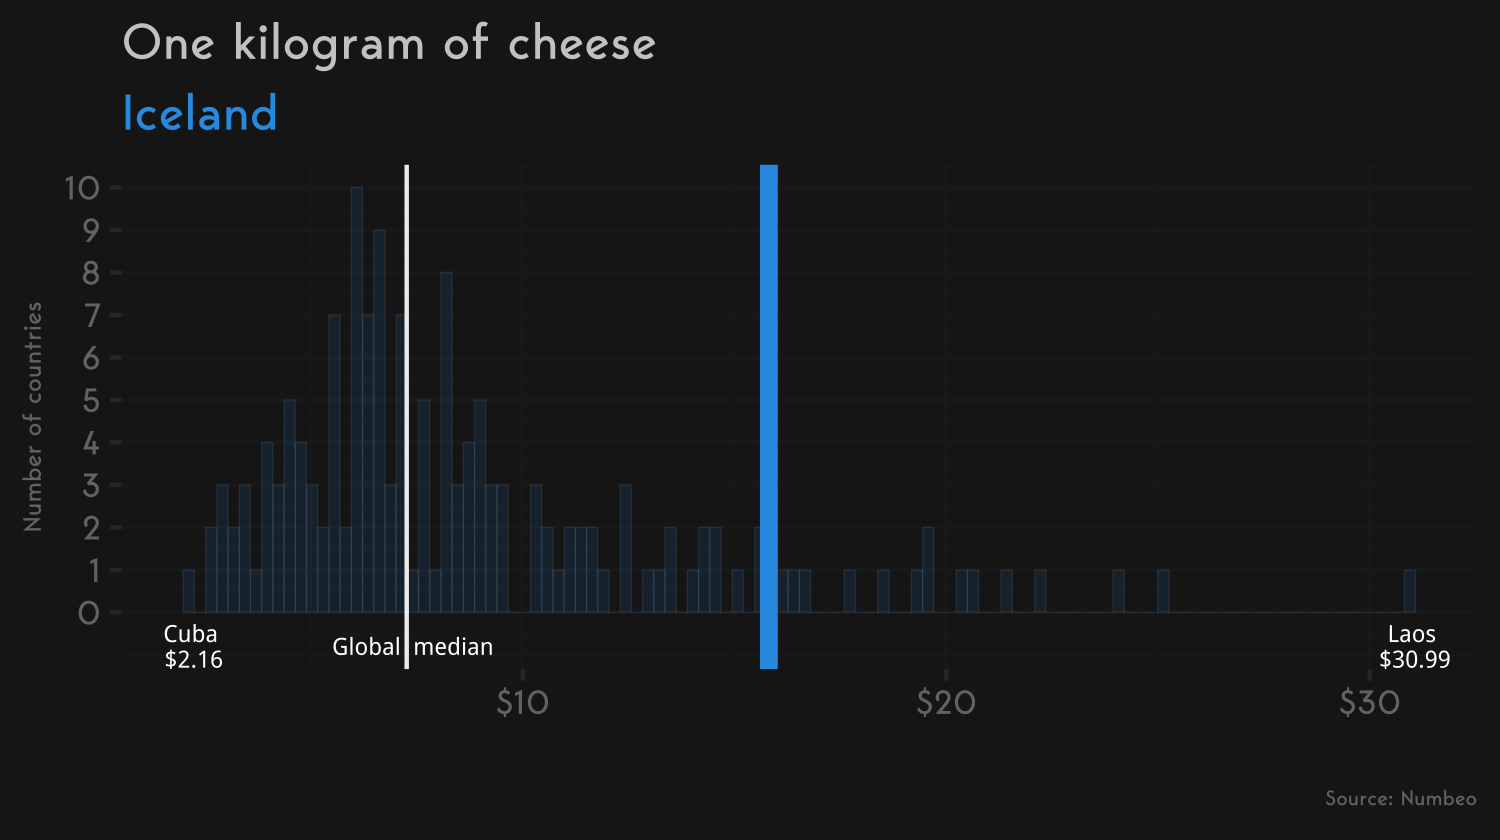 One kilogram of cheese
Iceland
Number of countries
10
9
8
7
6
5
4
3
2
1
0
Cuba
$2.16
Global median
Laos
$30.99
$10
$20
$30
Source: Numbeo